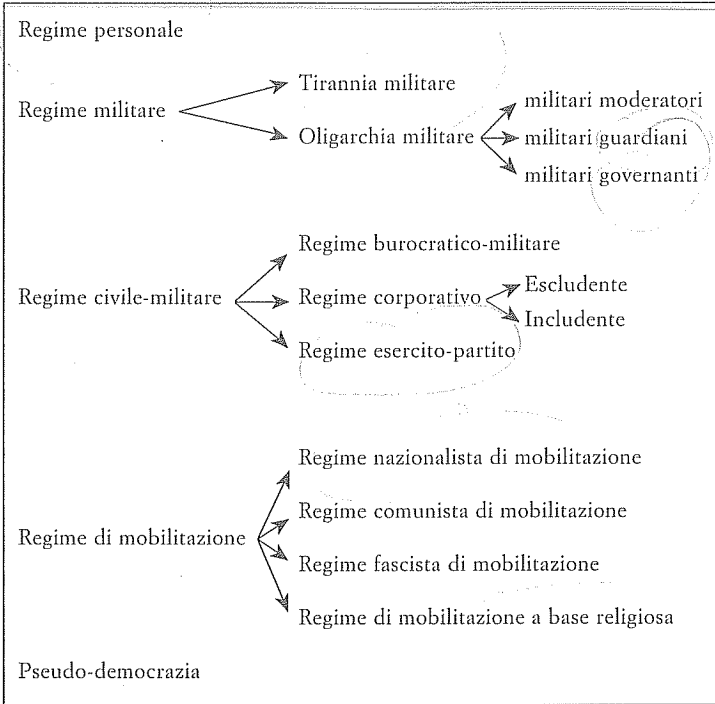 Regime personale
Regime militare
Tirannia militare
Oligarchia militare
militari moderatori
militari guardiani
militari governanti
Regime civile-militare
Regime burocratico-militare
Regime corporativo
Escludente
Includente
Regime esercito-partito
Regime di mobilitazione
Regime nazionalista di mobilitazione
Regime comunista di mobilitazione
Regime fascista di mobilitazione
Regime di mobilitazione a base religiosa
Pseudo-democrazia